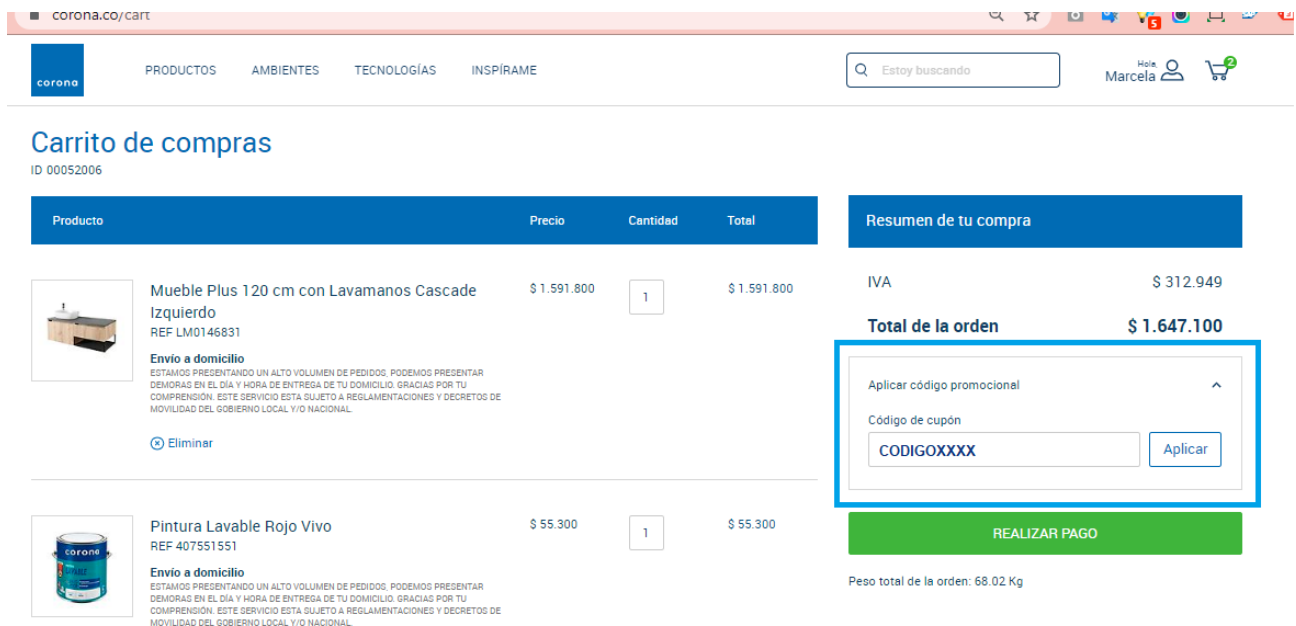 corona.co/cart
5
corona
PRODUCTOS AMBIENTES TECNOLOGÍAS INSPÍRAME
Estoy buscando
Hola,
Marcela
2
Carrito de compras
ID 00052006
Producto Precio Cantidad Total
Mueble Plus 120 cm con Lavamanos Cascade $ 1.591.800 1 $ 1.591.800
Izquierdo
REF LM0146831
Envío a domicilio
ESTAMOS PRESENTANDO UN ALTO VOLUMEN DE PEDIDOS, PODEMOS PRESENTAR
DEMORAS EN EL DÍA Y HORA DE ENTREGA DE TU DOMICILIO. GRACIAS POR TU
COMPRENSIÓN. ESTE SERVICIO ESTA SUJETO A REGLAMENTACIONES Y DECRETOS DE
MOVILIDAD DEL GOBIERNO LOCAL Y/O NACIONAL.
Eliminar
corona
Pintura Lavable Rojo Vivo $ 55.300 1 $ 55.300
REF 407551551
Envío a domicilio
ESTAMOS PRESENTANDO UN ALTO VOLUMEN DE PEDIDOS, PODEMOS PRESENTAR
DEMORAS EN EL DÍA Y HORA DE ENTREGA DE TU DOMICILIO. GRACIAS POR TU
COMPRENSIÓN. ESTE SERVICIO ESTA SUJETO A REGLAMENTACIONES Y DECRETOS DE
MOVILIDAD DEL GOBIERNO LOCAL Y/O NACIONAL.
Resumen de tu compra
IVA $ 312.949
Total de la orden $ 1.647.100
Aplicar código promocional
Código de cupón
CODIGOXXXX Aplicar
REALIZAR PAGO
Peso total de la orden: 68.02 Kg